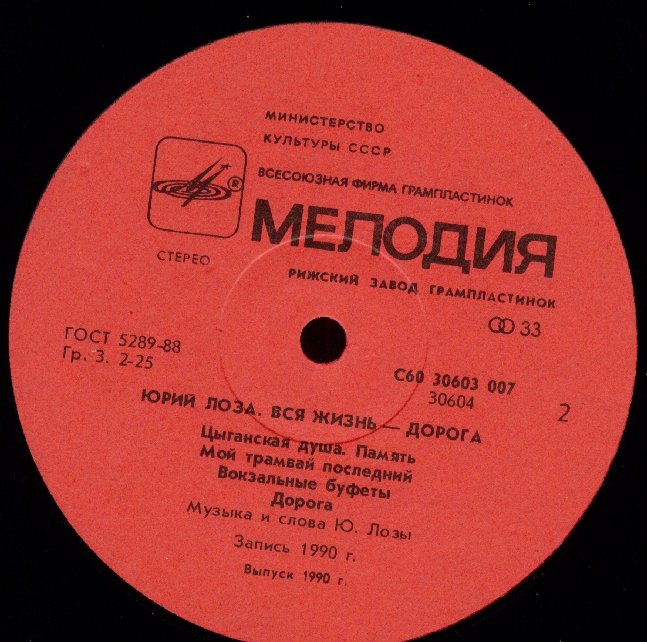 МИНИСТЕРСТВО
КУЛЬТУРЫ СССР
ВСЕСОЮЗНАЯ ФИРМА ГРАМПЛАСТИНОК
®
МЕЛОДИЯ
СТЕРЕО
РИЖСКИЙ ЗАВОД ГРАМПЛАСТИНОК
33
ГОСТ 5289-88
Гр. 3. 2-25
С60 30603 007
30604
2
ЮРИЙ ЛОЗА. ВСЯ ЖИЗНЬ — ДОРОГА
Цыганская душа. Память
Мой трамвай последний
Вокзальные буфеты
Дорога
Музыка и слова Ю. Лозы
Запись 1990 г.
Выпуск 1990 г.